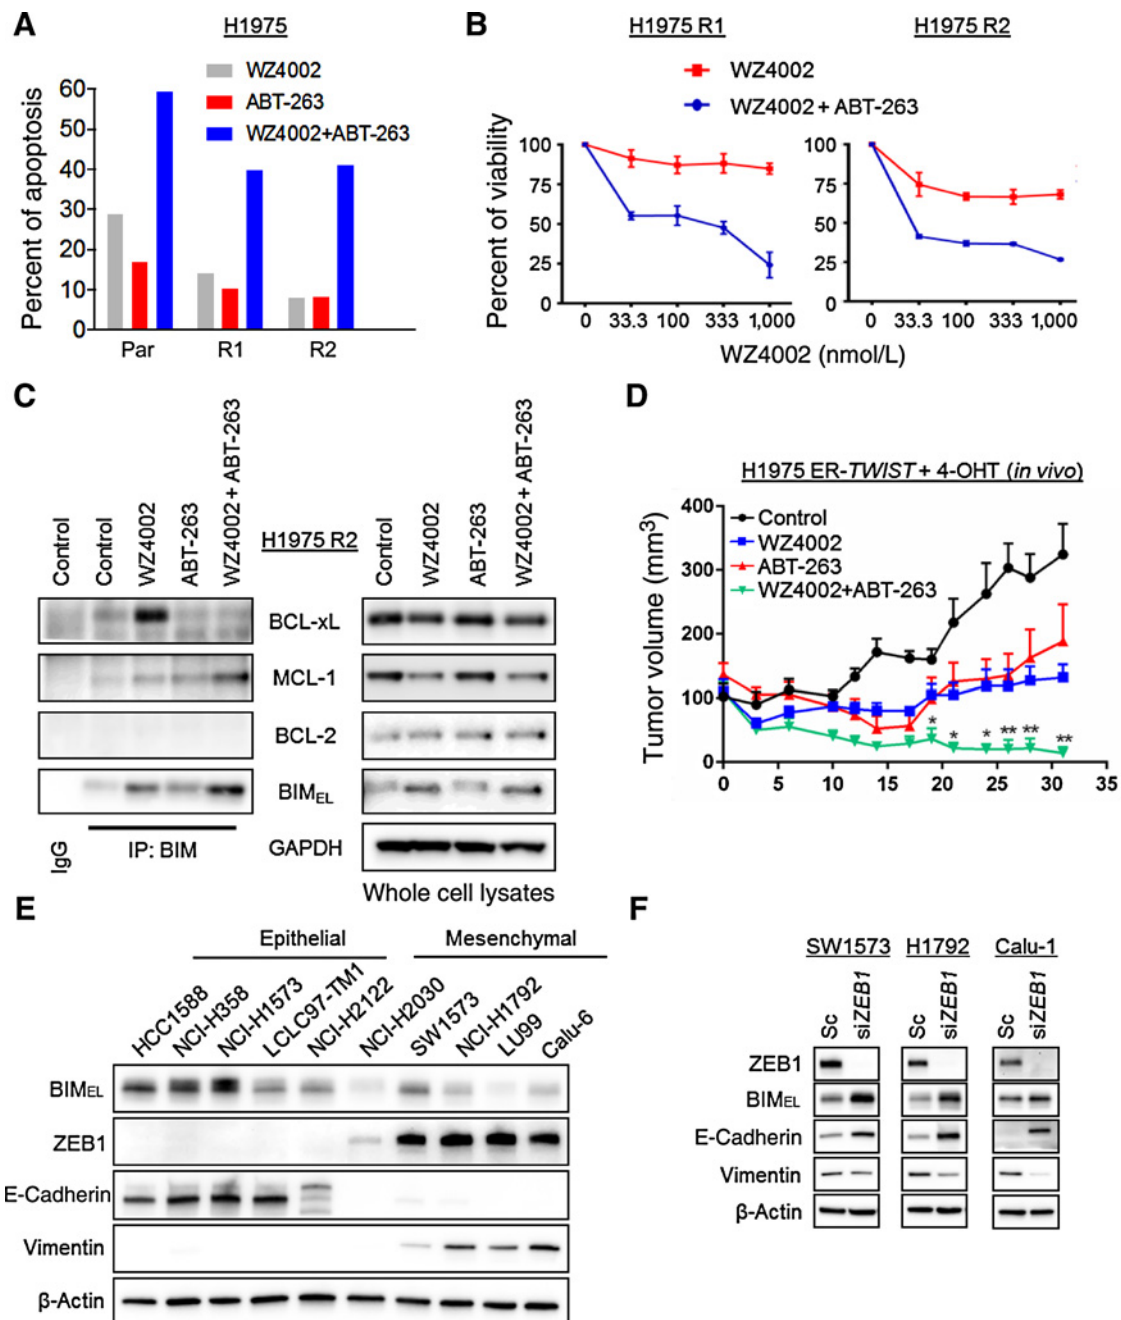 A
H1975
WZ4002
ABT-263
WZ4002+ABT-263
Percent of apoptosis
60
50
40
30
20
10
0
Par R1 R2
B
H1975 R1 H1975 R2
WZ4002
WZ4002 + ABT-263
Percent of viability
100 100
75 75
50 50
25 25
0 0
0 33.3 100 333 1,000 0 33.3 100 333 1,000
WZ4002 (nmol/L)
C
Control Control WZ4002 ABT-263 WZ4002 + ABT-263
H1975 R2
Control WZ4002 ABT-263 WZ4002 + ABT-263
BCL-xL
MCL-1
BCL-2
BIMEL
GAPDH
IgG
IP: BIM
Whole cell lysates
D
H1975 ER-TWIST + 4-OHT (in vivo)
Control
WZ4002
ABT-263
WZ4002+ABT-263
Tumor volume (mm³)
400
300
200
100
0
* * * ** ** **
0 5 10 15 20 25 30 35
E
Epithelial Mesenchymal
HCC1588 NCI-H358 NCI-H1573 LCLC97-TM1 NCI-H2122 NCI-H2030 SW1573 NCI-H1792 LU99 Calu-6
BIMEL
ZEB1
E-Cadherin
Vimentin
β-Actin
F
SW1573 H1792 Calu-1
Sc siZEB1 Sc siZEB1 Sc siZEB1
ZEB1
BIMEL
E-Cadherin
Vimentin
β-Actin